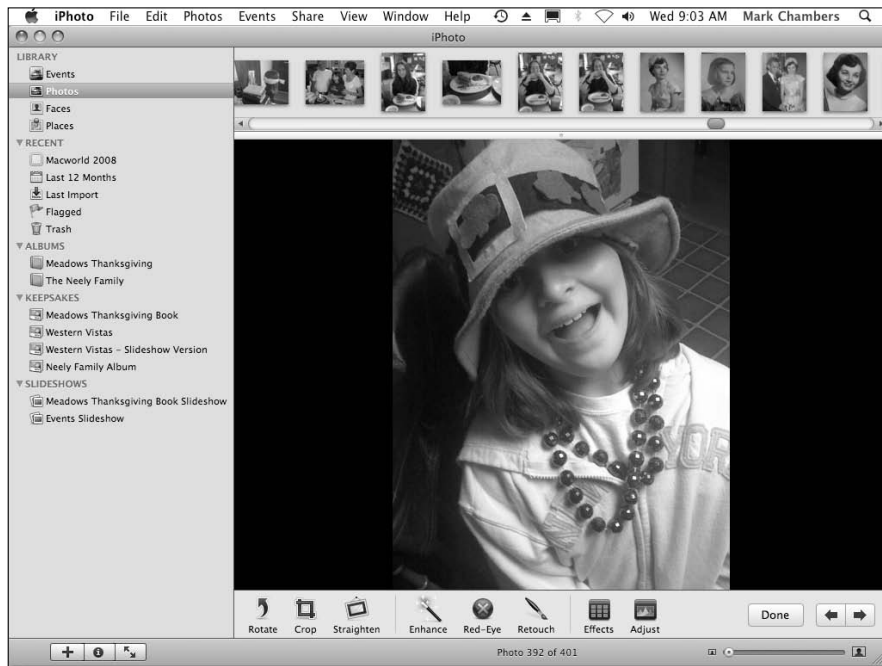 iPhoto File Edit Photos Events Share View Window Help Wed 9:03 AM Mark Chambers
iPhoto
LIBRARY
Events
Photos
Faces
Places
RECENT
Macworld 2008
Last 12 Months
Last Import
Flagged
Trash
ALBUMS
Meadows Thanksgiving
The Neely Family
KEEPSAKES
Meadows Thanksgiving Book
Western Vistas
Western Vistas – Slideshow Version
Neely Family Album
SLIDESHOWS
Meadows Thanksgiving Book Slideshow
Events Slideshow
YOR
Rotate Crop Straighten Enhance Red-Eye Retouch Effects Adjust Done
Photo 392 of 401